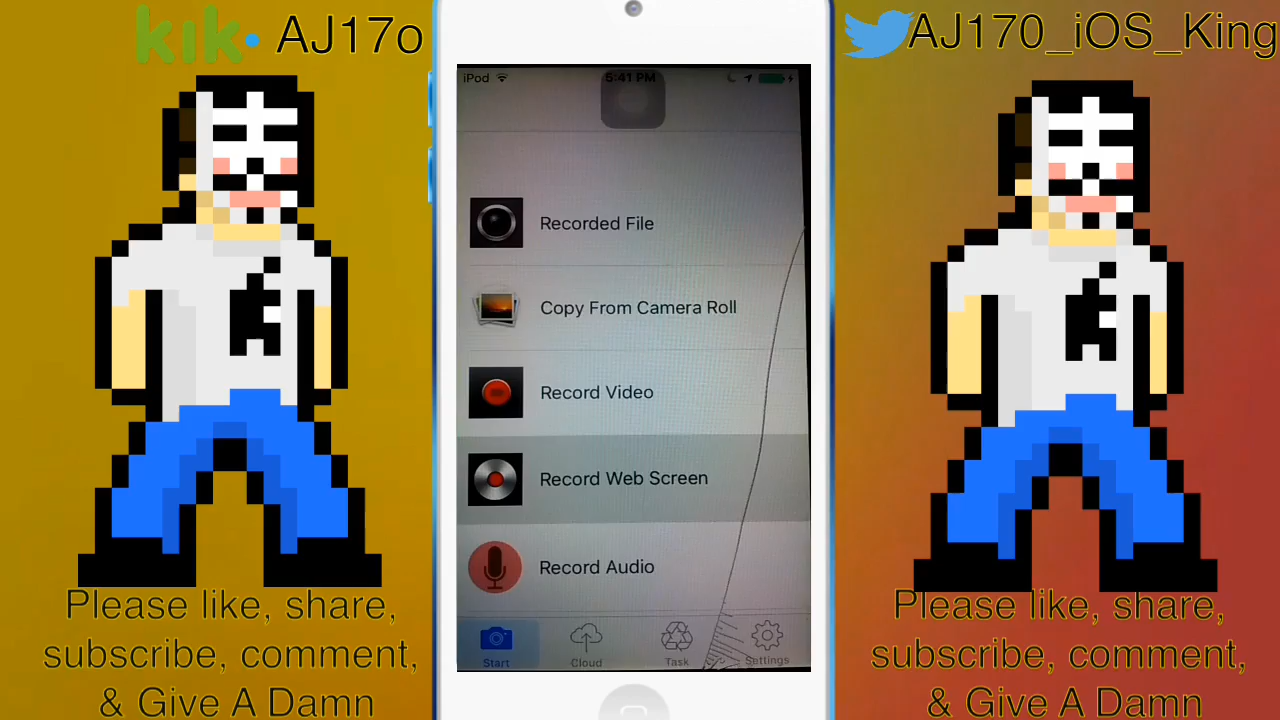 kik AJ17o
AJ170_iOS_King
iPod 5:41 PM
Recorded File
Copy From Camera Roll
Record Video
Record Web Screen
Record Audio
Start Cloud Task Settings
Please like, share,
subscribe, comment,
& Give A Damn
Please like, share,
subscribe, comment,
& Give A Damn